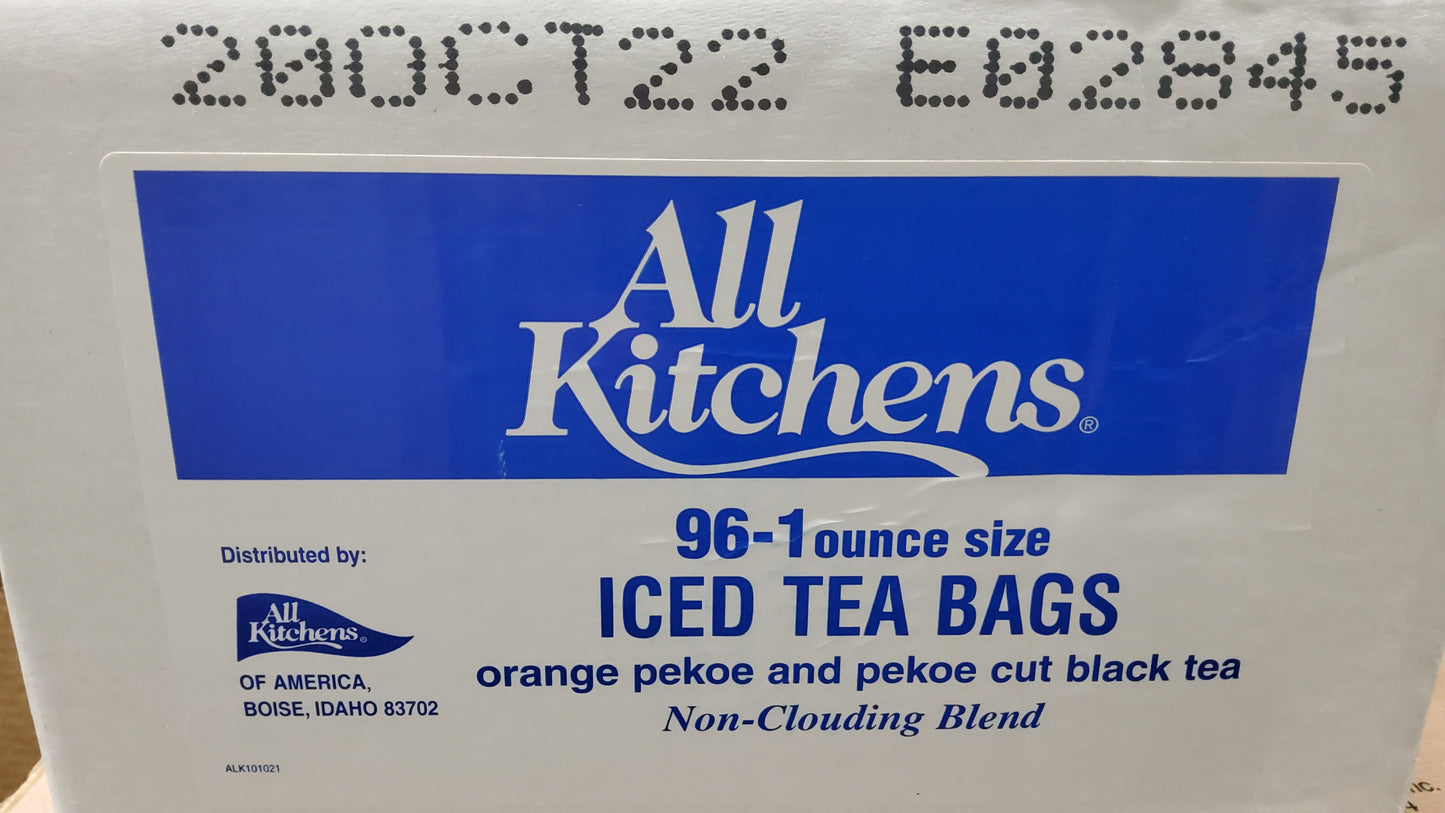 20OCT22 E02845
All
Kitchens®
96-1 ounce size
ICED TEA BAGS
orange pekoe and pekoe cut black tea
Non-Clouding Blend
Distributed by:
All
Kitchens®
OF AMERICA,
BOISE, IDAHO 83702
ALK101021